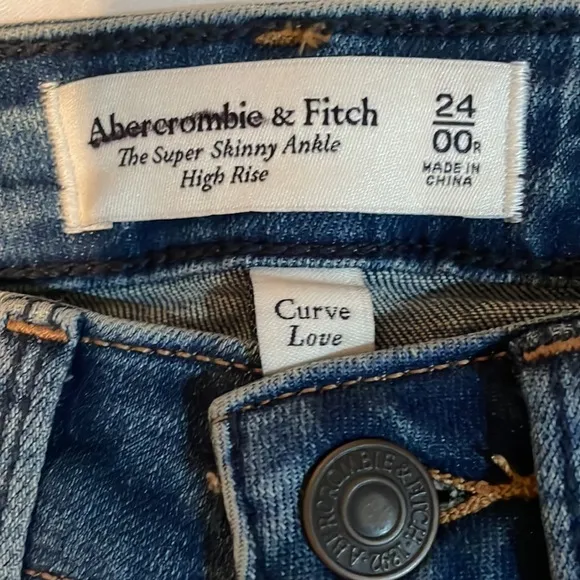 Abercrombie & Fitch
The Super Skinny Ankle
High Rise
24
00R
MADE IN
CHINA
Curve
Love
ABERCROMBIE & FITCH · 1892 ·